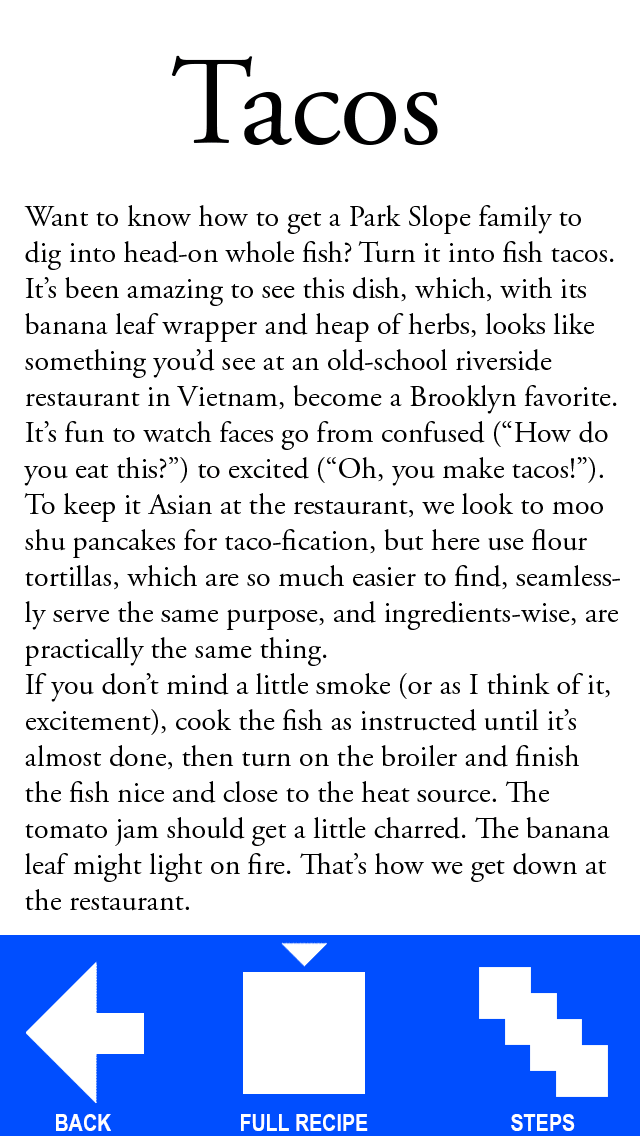 Tacos
Want to know how to get a Park Slope family to
dig into head-on whole fish? Turn it into fish tacos.
It’s been amazing to see this dish, which, with its
banana leaf wrapper and heap of herbs, looks like
something you’d see at an old-school riverside
restaurant in Vietnam, become a Brooklyn favorite.
It’s fun to watch faces go from confused (“How do
you eat this?”) to excited (“Oh, you make tacos!”).
To keep it Asian at the restaurant, we look to moo
shu pancakes for taco-fication, but here use flour
tortillas, which are so much easier to find, seamless-
ly serve the same purpose, and ingredients-wise, are
practically the same thing.
If you don’t mind a little smoke (or as I think of it,
excitement), cook the fish as instructed until it’s
almost done, then turn on the broiler and finish
the fish nice and close to the heat source. The
tomato jam should get a little charred. The banana
leaf might light on fire. That’s how we get down at
the restaurant.
BACK
FULL RECIPE
STEPS